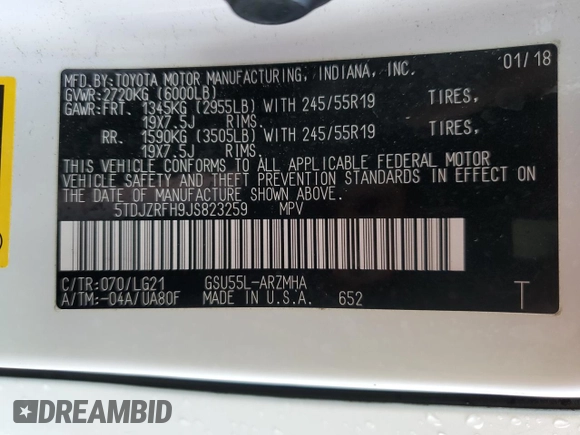 MFD.BY:TOYOTA MOTOR MANUFACTURING, INDIANA, INC. 01/18
GVWR:2720KG (6000LB)
GAWR:FRT. 1345KG (2955LB) WITH 245/55R19 TIRES,
19X7.5J RIMS.
RR. 1590KG (3505LB) WITH 245/55R19 TIRES,
19X7.5J RIMS.
THIS VEHICLE CONFORMS TO ALL APPLICABLE FEDERAL MOTOR
VEHICLE SAFETY AND THEFT PREVENTION STANDARDS IN EFFECT ON
THE DATE OF MANUFACTURE SHOWN ABOVE.
5TDJZRFH9JS823259 MPV
C/TR:070/LG21 GSU55L-ARZMHA
A/TM:-04A/UA80F MADE IN U.S.A. 652 T
DREAMBID